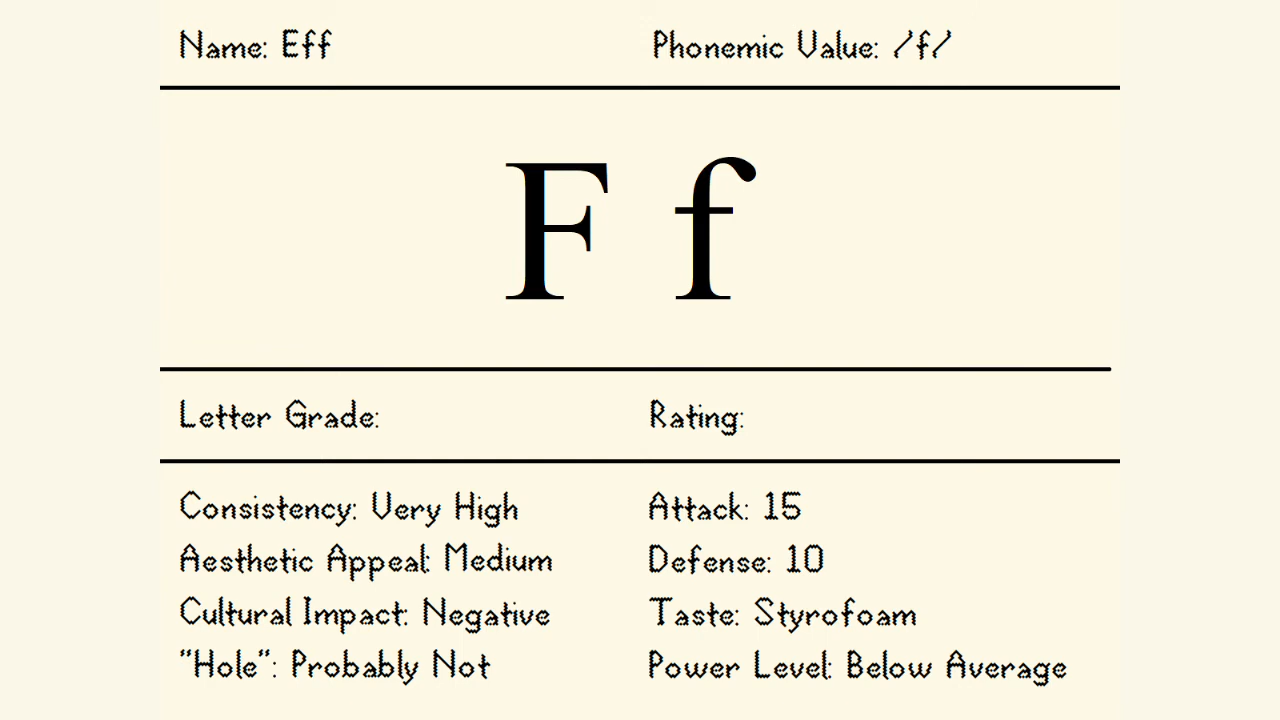 Name: Eff
Phonemic Value: /f/
F f
Letter Grade:
Rating:
Consistency: Very High
Attack: 15
Aesthetic Appeal: Medium
Defense: 10
Cultural Impact: Negative
Taste: Styrofoam
"Hole": Probably Not
Power Level: Below Average